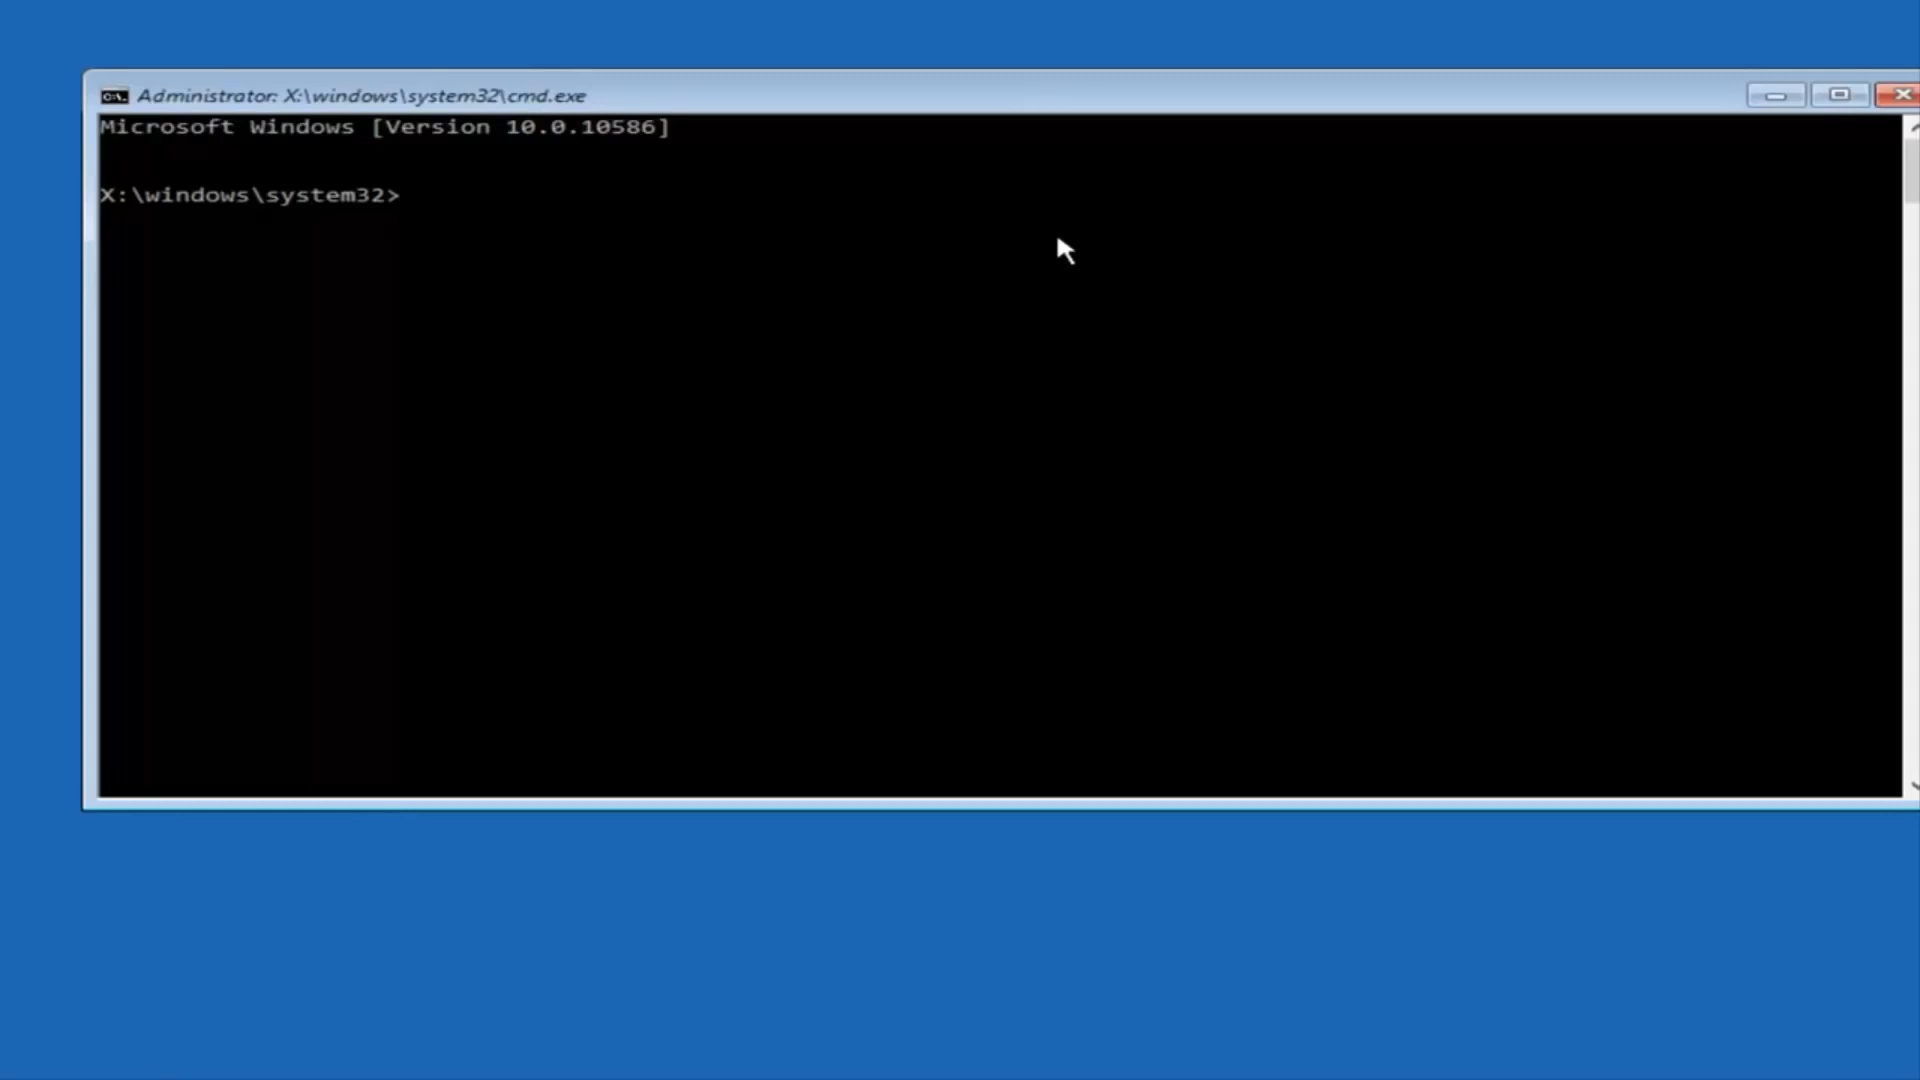 Administrator: X:\windows\system32\cmd.exe
Microsoft Windows [Version 10.0.10586]
X:\windows\system32>